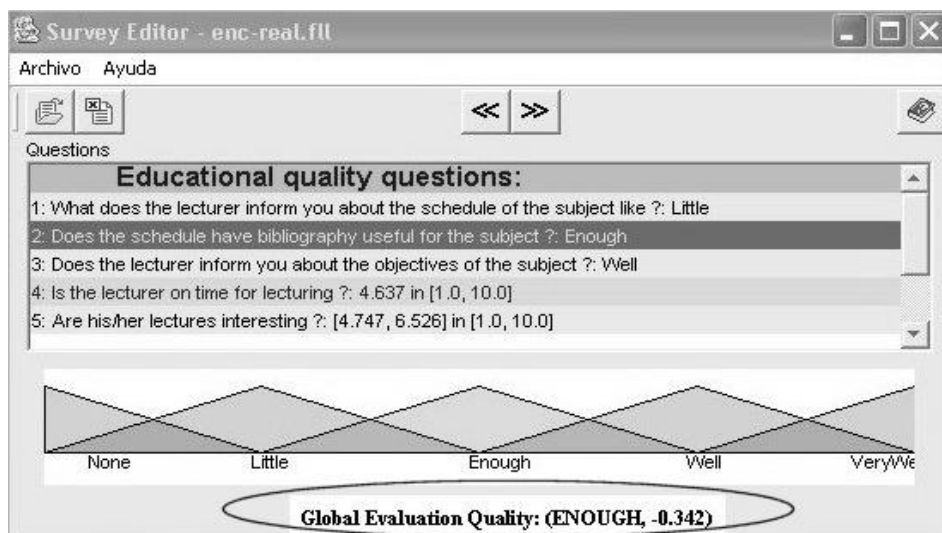 Survey Editor - enc-real.fll
Archivo Ayuda
<< >>
Questions
Educational quality questions:
1: What does the lecturer inform you about the schedule of the subject like ?: Little
2: Does the schedule have bibliography useful for the subject ?: Enough
3: Does the lecturer inform you about the objectives of the subject ?: Well
4: Is the lecturer on time for lecturing ?: 4.637 in [1.0, 10.0]
5: Are his/her lectures interesting ?: [4.747, 6.526] in [1.0, 10.0]
None Little Enough Well VeryWe
Global Evaluation Quality: (ENOUGH, -0.342)